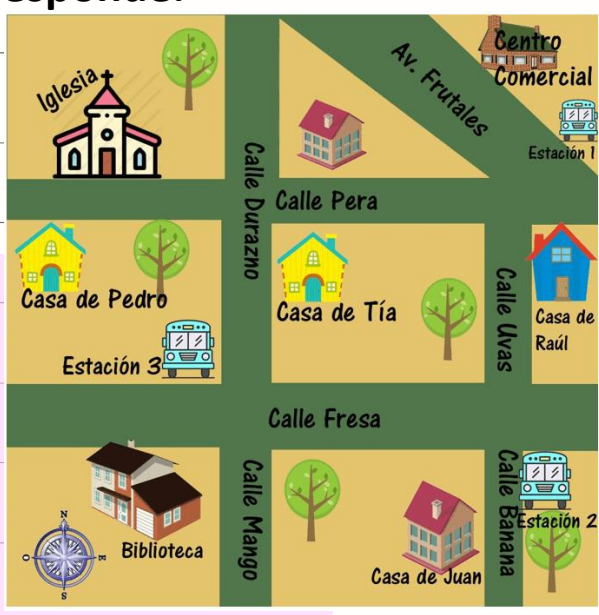 Iglesia
Av. Frutales
Centro
Comercial
Estación 1
Calle Durazno
Calle Pera
Casa de Pedro
Casa de Tía
Calle Uvas
Casa de
Raúl
Estación 3
Calle Fresa
Biblioteca
Calle Mango
Casa de Juan
Calle Banana
Estación 2
N
O
E
S